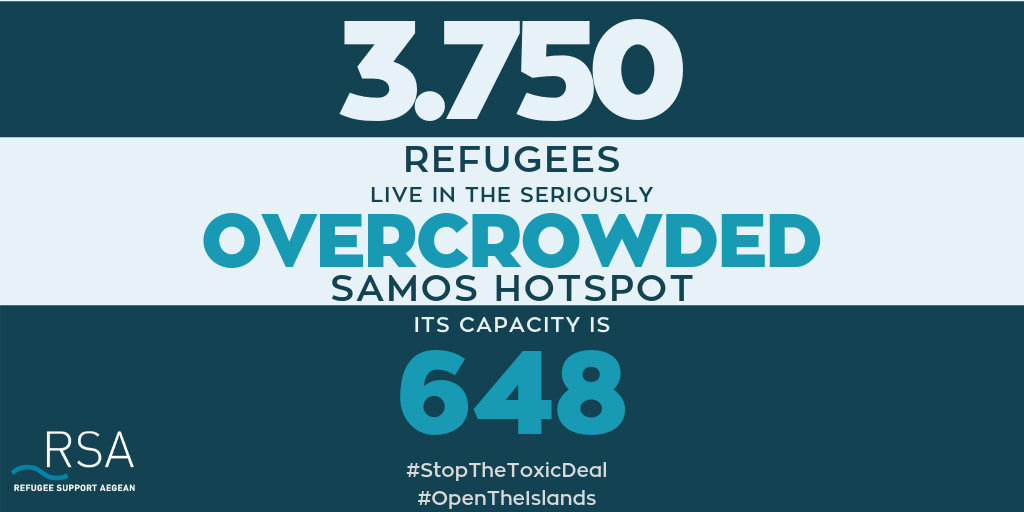 3.750
REFUGEES
LIVE IN THE SERIOUSLY
OVERCROWDED
SAMOS HOTSPOT
ITS CAPACITY IS
648
RSA
REFUGEE SUPPORT AEGEAN
#StopTheToxicDeal
#OpenTheIslands